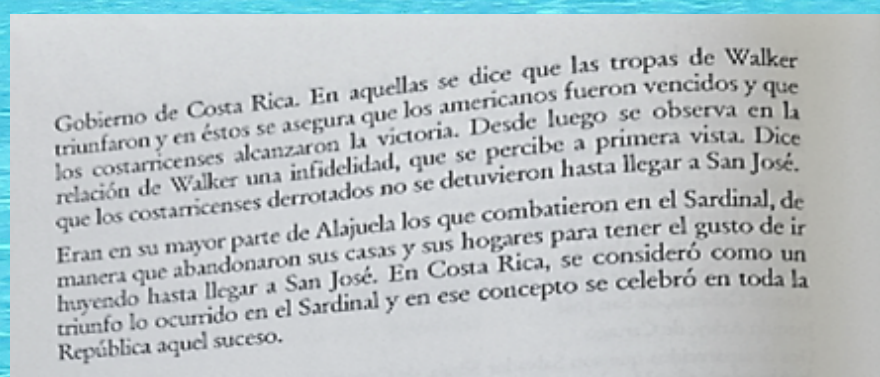 Gobierno de Costa Rica. En aquellas se dice que las tropas de Walker
triunfaron y en éstos se asegura que los americanos fueron vencidos y que
los costarricenses alcanzaron la victoria. Desde luego se observa en la
relación de Walker una infidelidad, que se percibe a primera vista. Dice
que los costarricenses derrotados no se detuvieron hasta llegar a San José.
Eran en su mayor parte de Alajuela los que combatieron en el Sardinal, de
manera que abandonaron sus casas y sus hogares para tener el gusto de ir
huyendo hasta llegar a San José. En Costa Rica, se consideró como un
triunfo lo ocurrido en el Sardinal y en ese concepto se celebró en toda la
República aquel suceso.